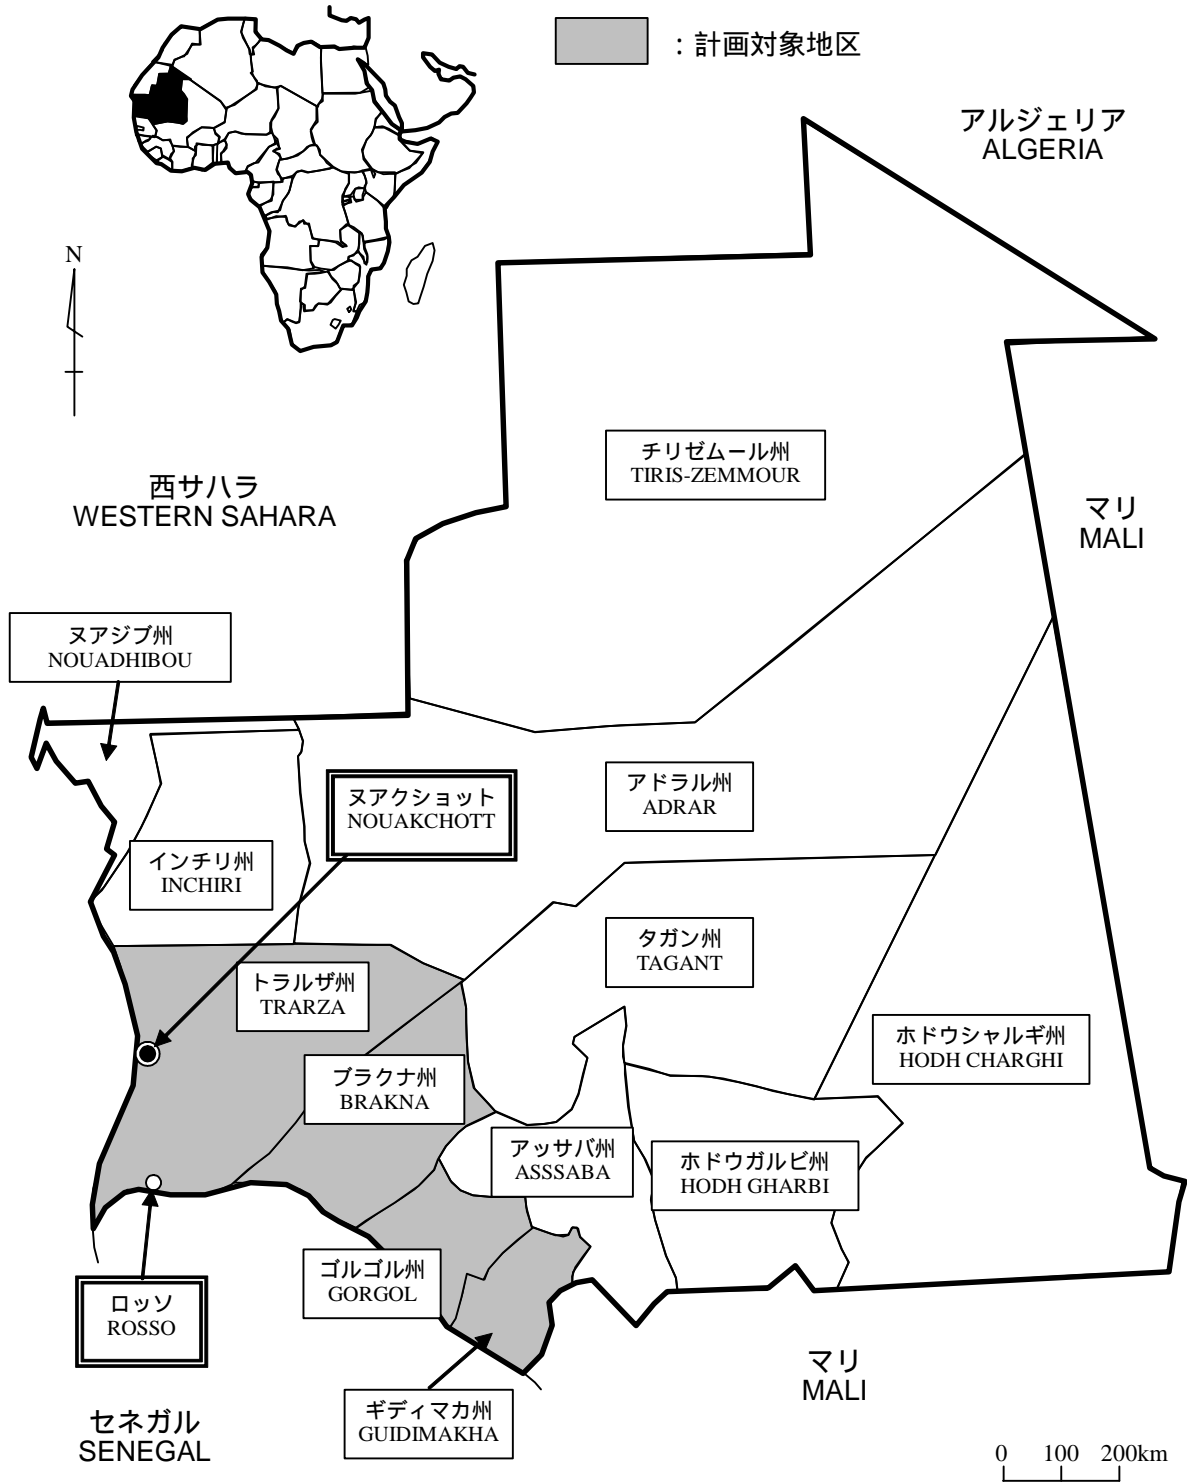 ：計画対象地区
アルジェリア
ALGERIA
N
チリゼムール州
TIRIS-ZEMMOUR
西サハラ
WESTERN SAHARA
マリ
MALI
ヌアジブ州
NOUADHIBOU
ヌアクショット
NOUAKCHOTT
アドラル州
ADRAR
インチリ州
INCHIRI
タガン州
TAGANT
トラルザ州
TRARZA
ホドウシャルギ州
HODH CHARGHI
ブラクナ州
BRAKNA
アッサバ州
ASSSABA
ホドウガルビ州
HODH GHARBI
ゴルゴル州
GORGOL
ロッソ
ROSSO
マリ
MALI
ギディマカ州
GUIDIMAKHA
セネガル
SENEGAL
0 100 200km